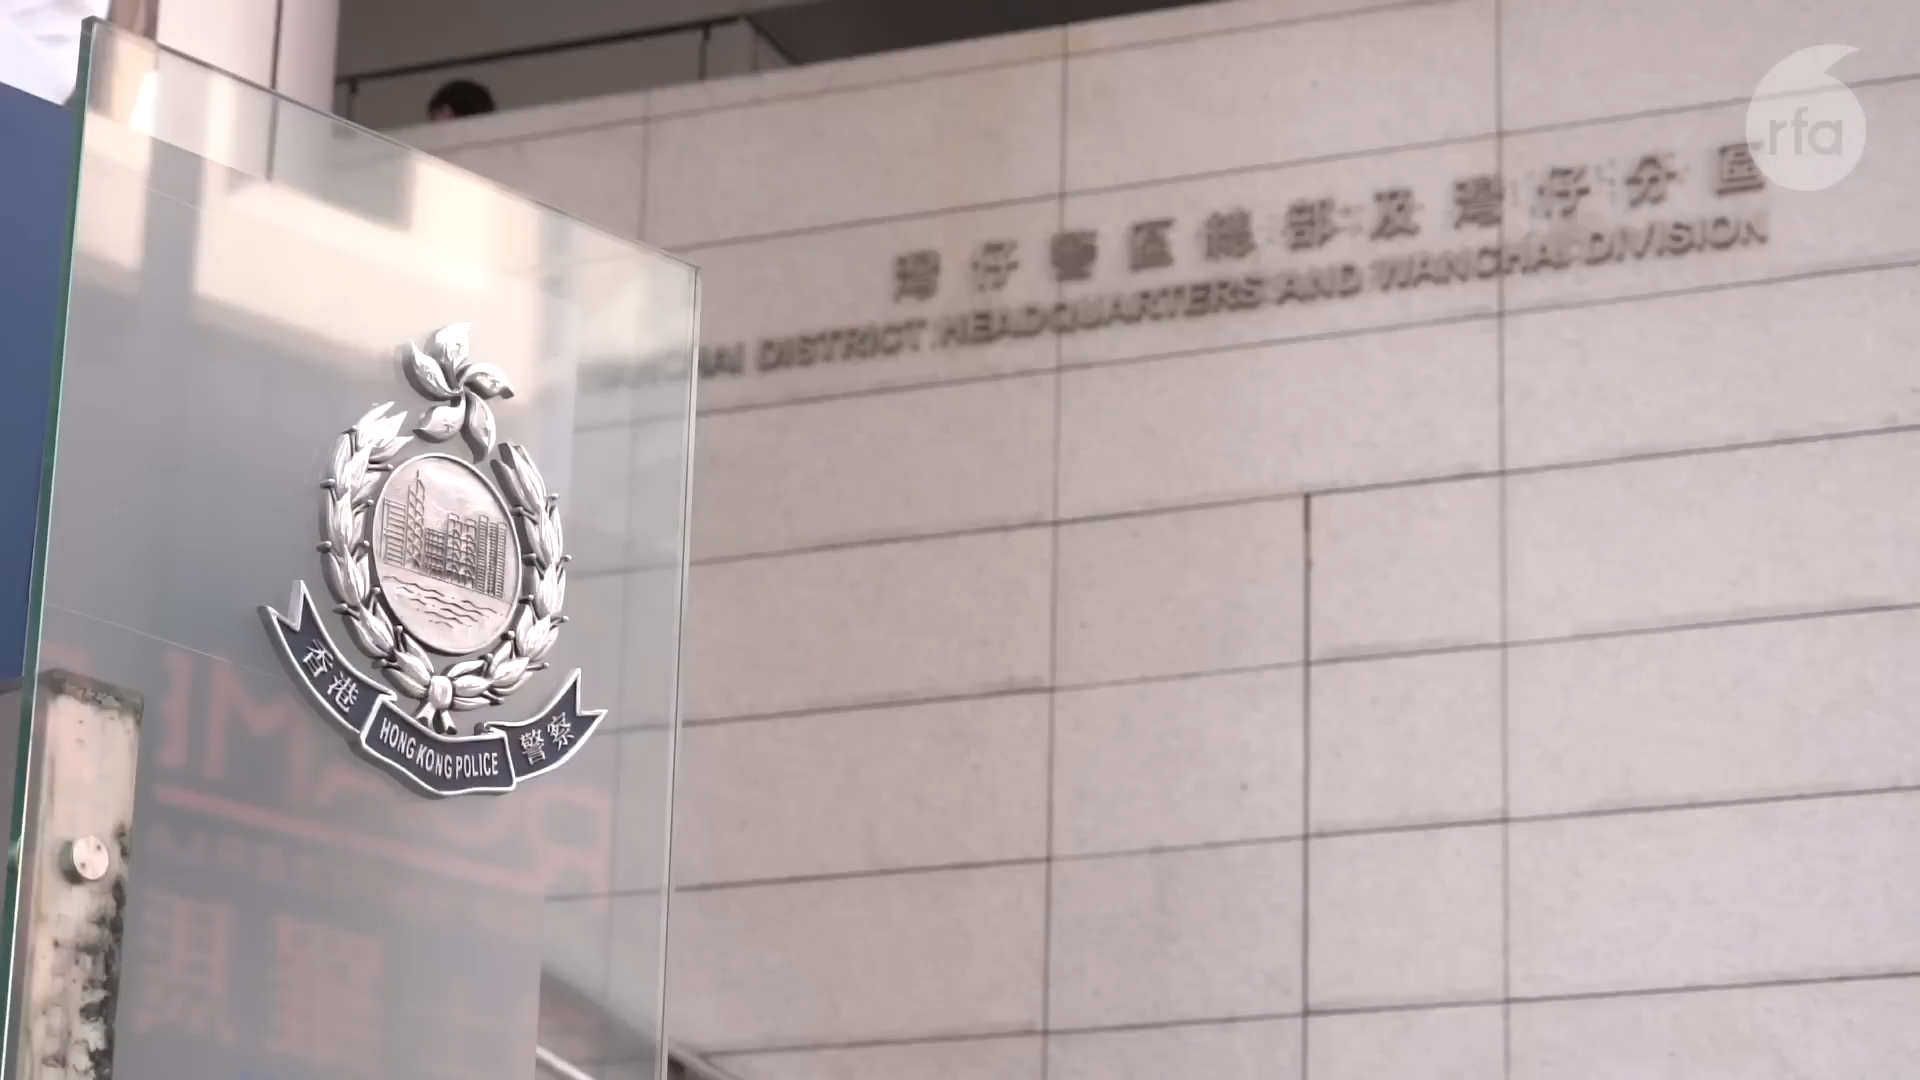 rfa
灣仔警區總部及灣仔分區
HAI DISTRICT HEADQUARTERS AND WANCHAI DIVISION
香港
HONG KONG POLICE
警察